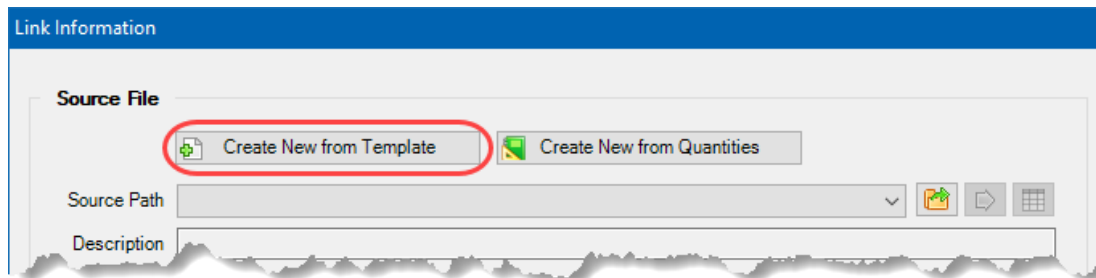 Link Information
Source File
Create New from Template Create New from Quantities
Source Path
Description